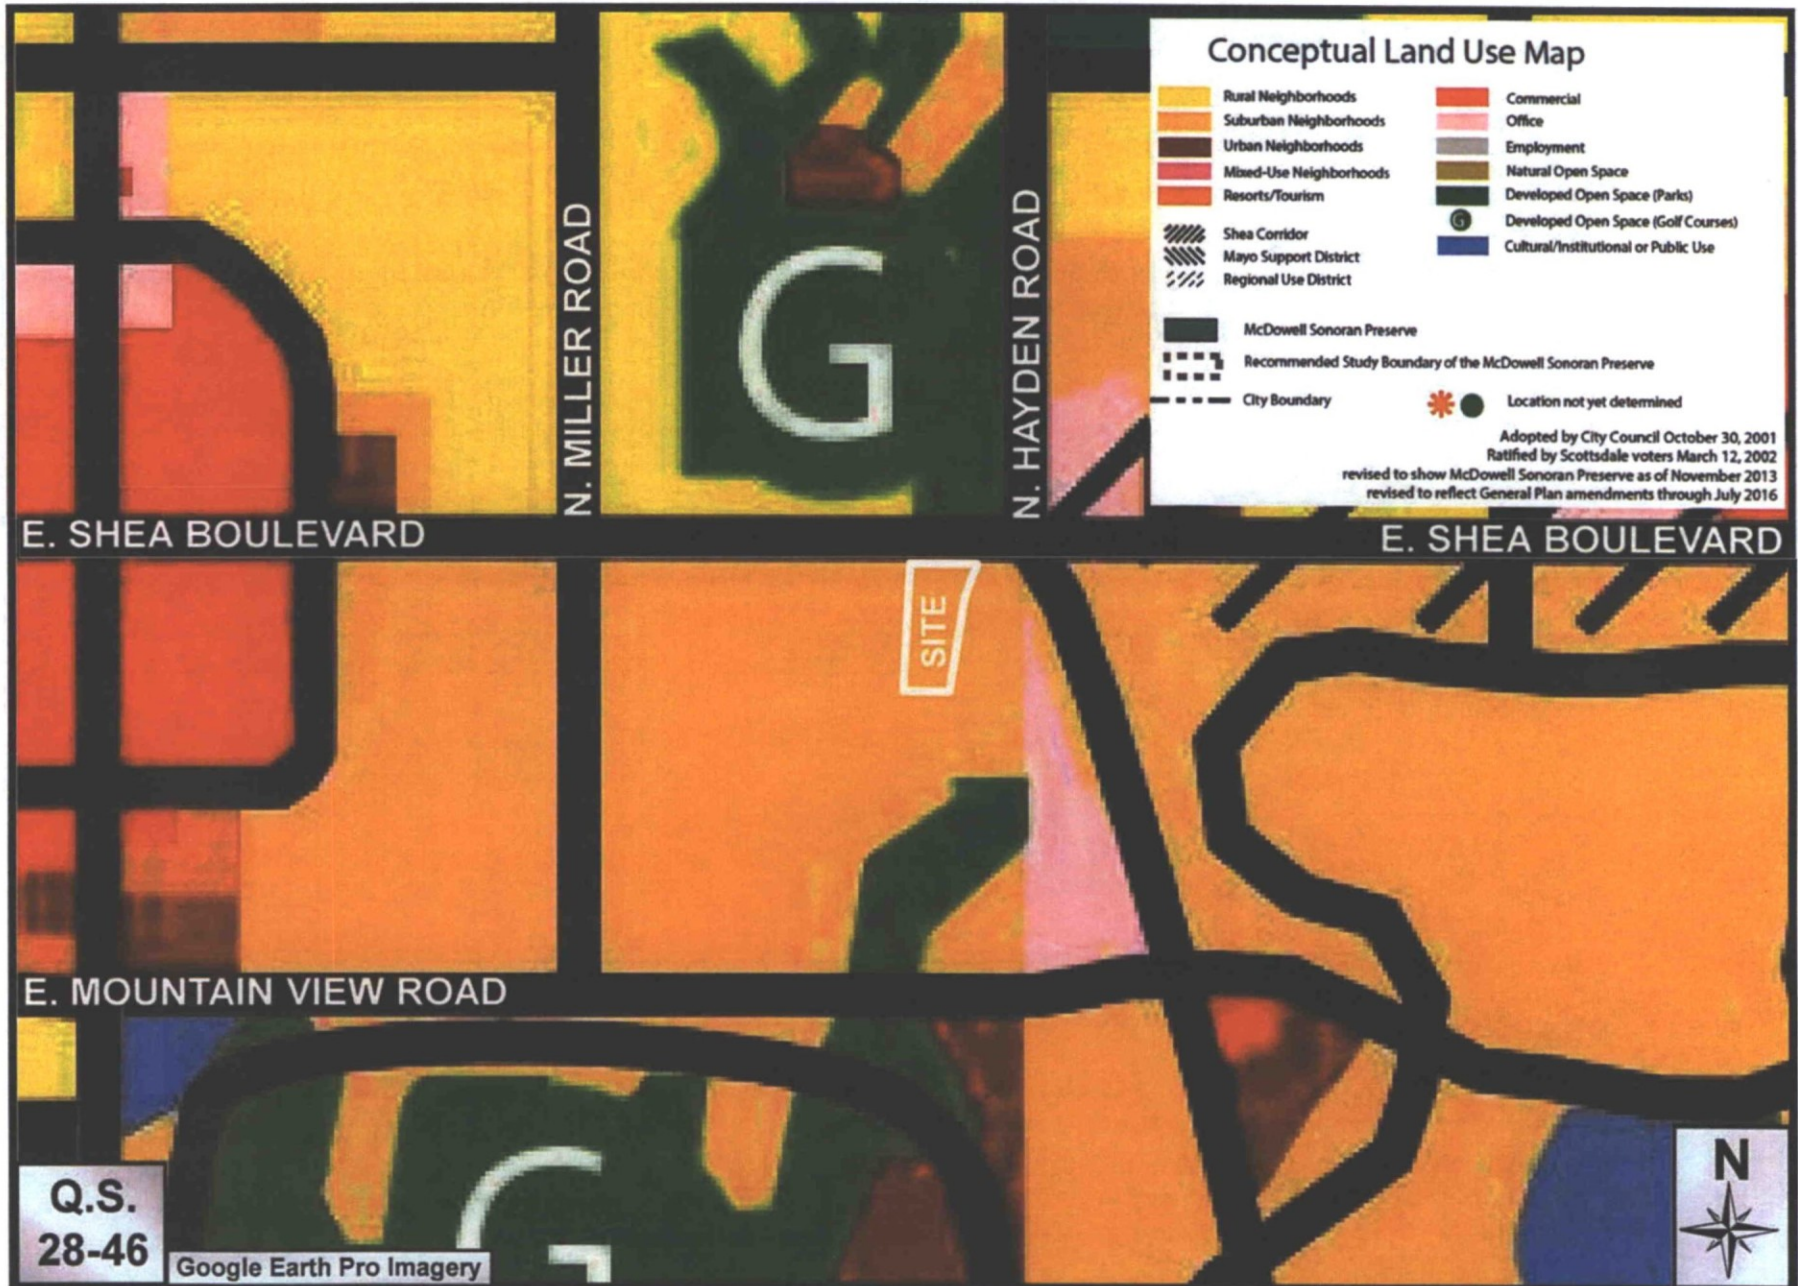 Conceptual Land Use Map
Rural Neighborhoods
Suburban Neighborhoods
Urban Neighborhoods
Mixed-Use Neighborhoods
Resorts/Tourism
Shea Corridor
Mayo Support District
Regional Use District
Commercial
Office
Employment
Natural Open Space
Developed Open Space (Parks)
G
Developed Open Space (Golf Courses)
Cultural/Institutional or Public Use
McDowell Sonoran Preserve
Recommended Study Boundary of the McDowell Sonoran Preserve
City Boundary
Location not yet determined
Adopted by City Council October 30, 2001
Ratified by Scottsdale voters March 12, 2002
revised to show McDowell Sonoran Preserve as of November 2013
revised to reflect General Plan amendments through July 2016
N. MILLER ROAD
G
N. HAYDEN ROAD
E. SHEA BOULEVARD
E. SHEA BOULEVARD
SITE
E. MOUNTAIN VIEW ROAD
G
Q.S.
28-46
Google Earth Pro Imagery
N